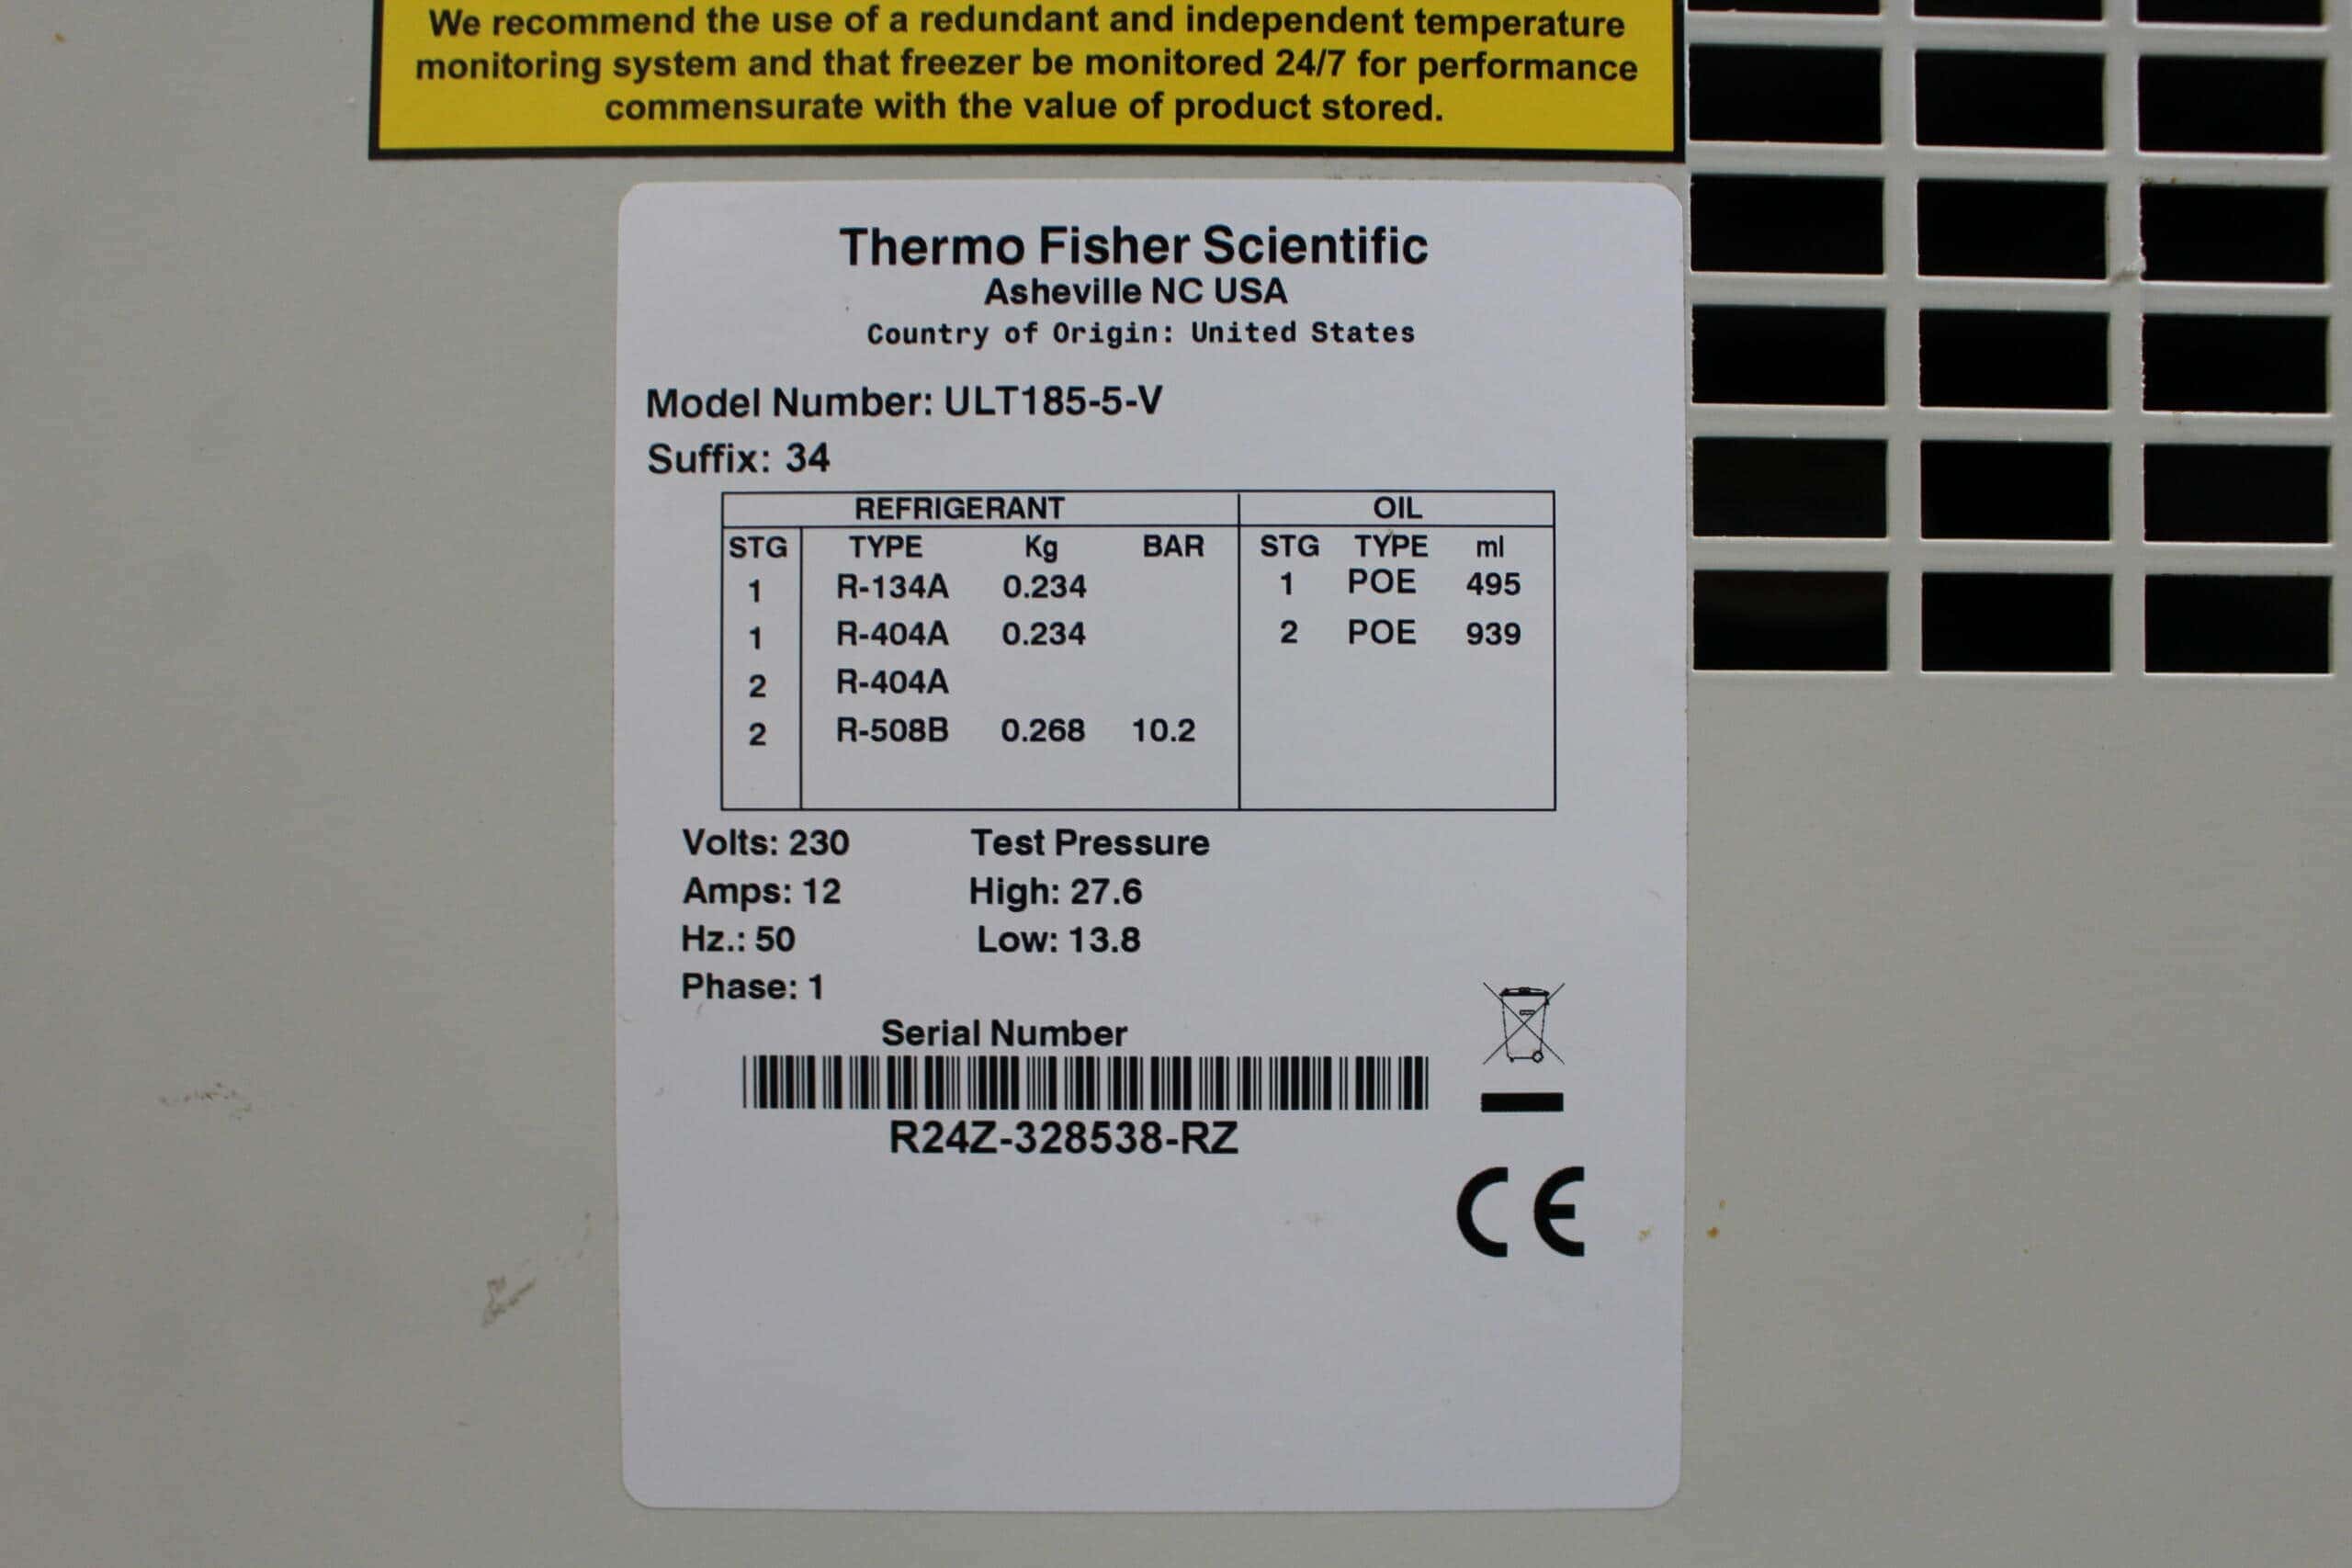 We recommend the use of a redundant and independent temperature
monitoring system and that freezer be monitored 24/7 for performance
commensurate with the value of product stored.
Thermo Fisher Scientific
Asheville NC USA
Country of Origin: United States
Model Number: ULT185-5-V
Suffix: 34
REFRIGERANT OIL
STG TYPE Kg BAR STG TYPE ml
1 R-134A 0.234 1 POE 495
1 R-404A 0.234 2 POE 939
2 R-404A
2 R-508B 0.268 10.2
Volts: 230 Test Pressure
Amps: 12 High: 27.6
Hz.: 50 Low: 13.8
Phase: 1
Serial Number
R24Z-328538-RZ
CE